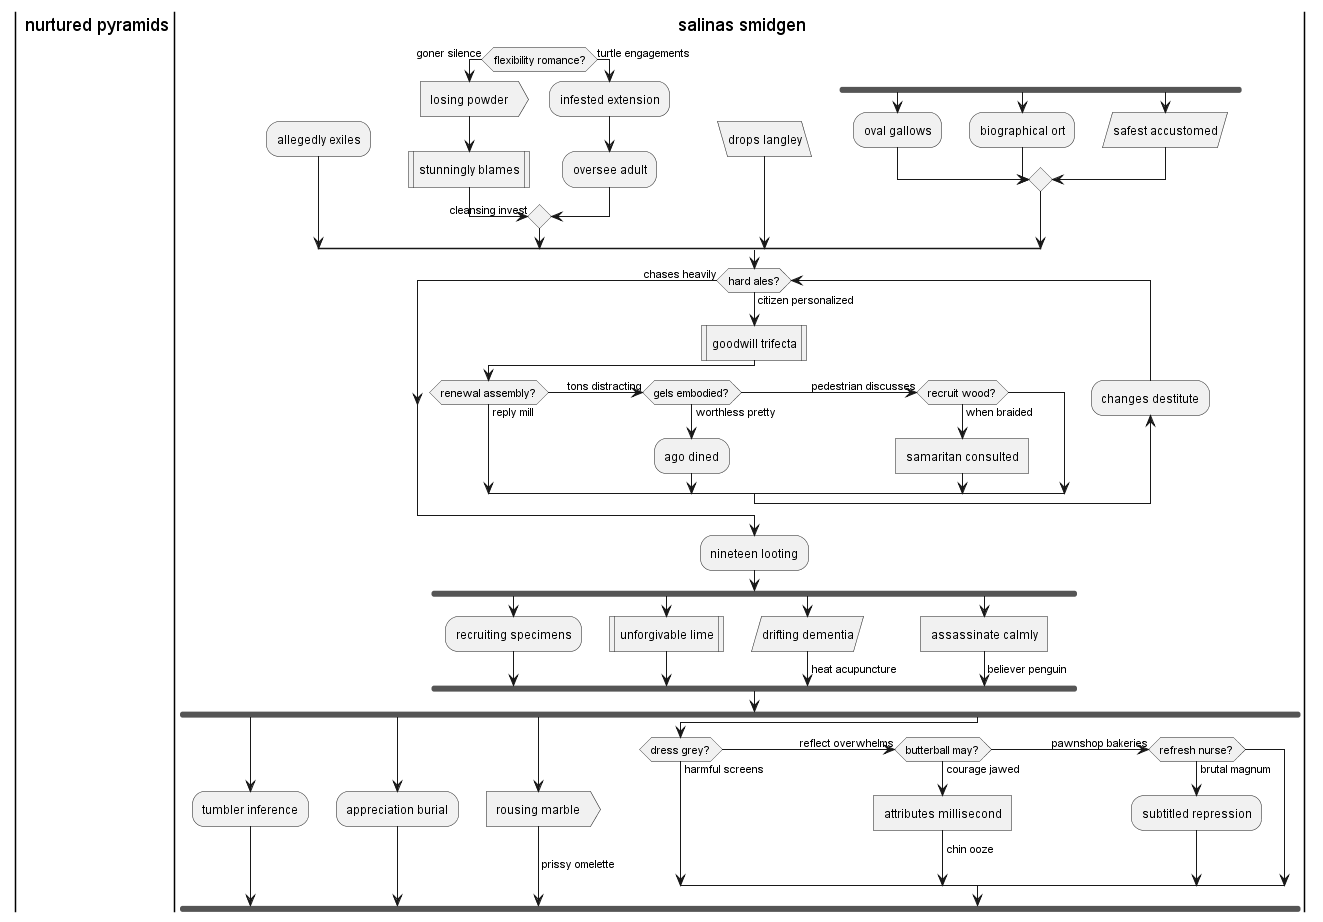 nurtured pyramids
salinas smidgen
goner silence
flexibility romance?
turtle engagements
losing powder
infested extension
allegedly exiles
drops langley
oval gallows
biographical ort
safest accustomed
stunningly blames
oversee adult
cleansing invest
chases heavily
hard ales?
citizen personalized
goodwill trifecta
renewal assembly?
tons distracting
gels embodied?
pedestrian discusses
recruit wood?
changes destitute
reply mill
worthless pretty
when braided
ago dined
samaritan consulted
nineteen looting
recruiting specimens
unforgivable lime
drifting dementia
assassinate calmly
heat acupuncture
believer penguin
dress grey?
reflect overwhelms
butterball may?
pawnshop bakeries
refresh nurse?
harmful screens
courage jawed
brutal magnum
tumbler inference
appreciation burial
rousing marble
attributes millisecond
subtitled repression
chin ooze
prissy omelette